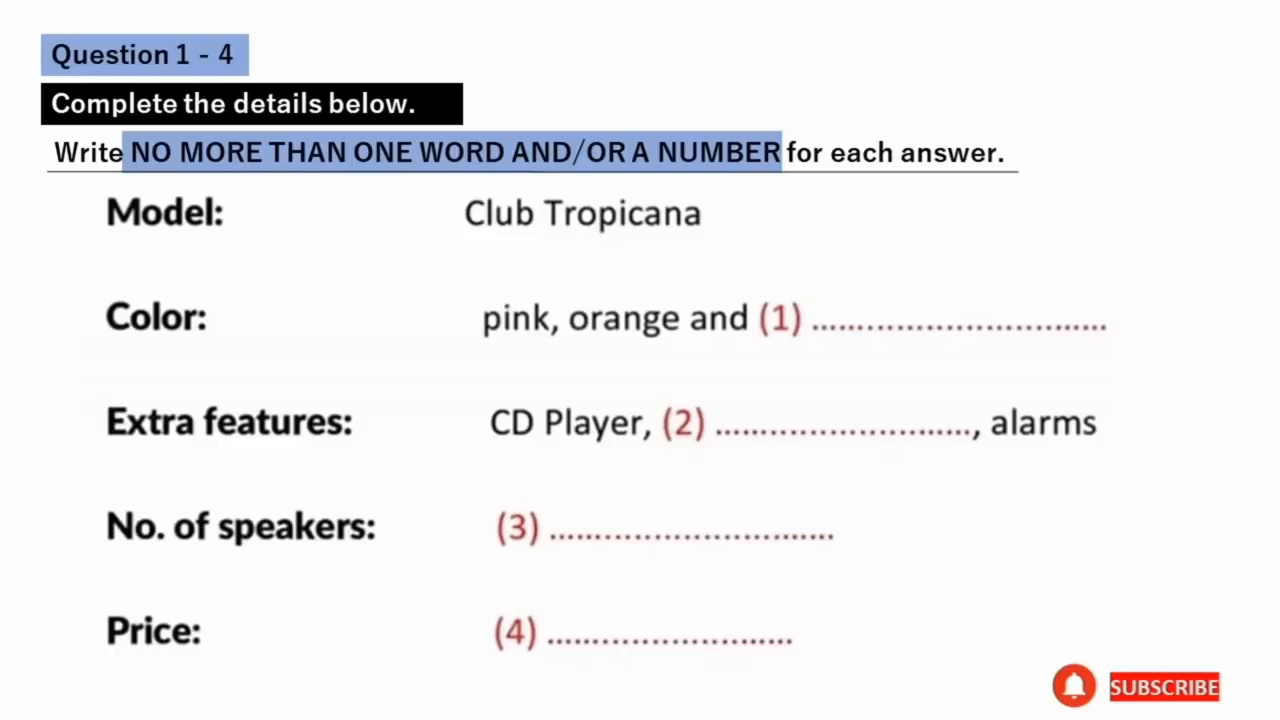 Question 1 - 4
Complete the details below.
Write NO MORE THAN ONE WORD AND/OR A NUMBER for each answer.
Model: Club Tropicana
Color: pink, orange and (1) ................................
Extra features: CD Player, (2) ............................, alarms
No. of speakers: (3) ................................
Price: (4) ...........................
SUBSCRIBE